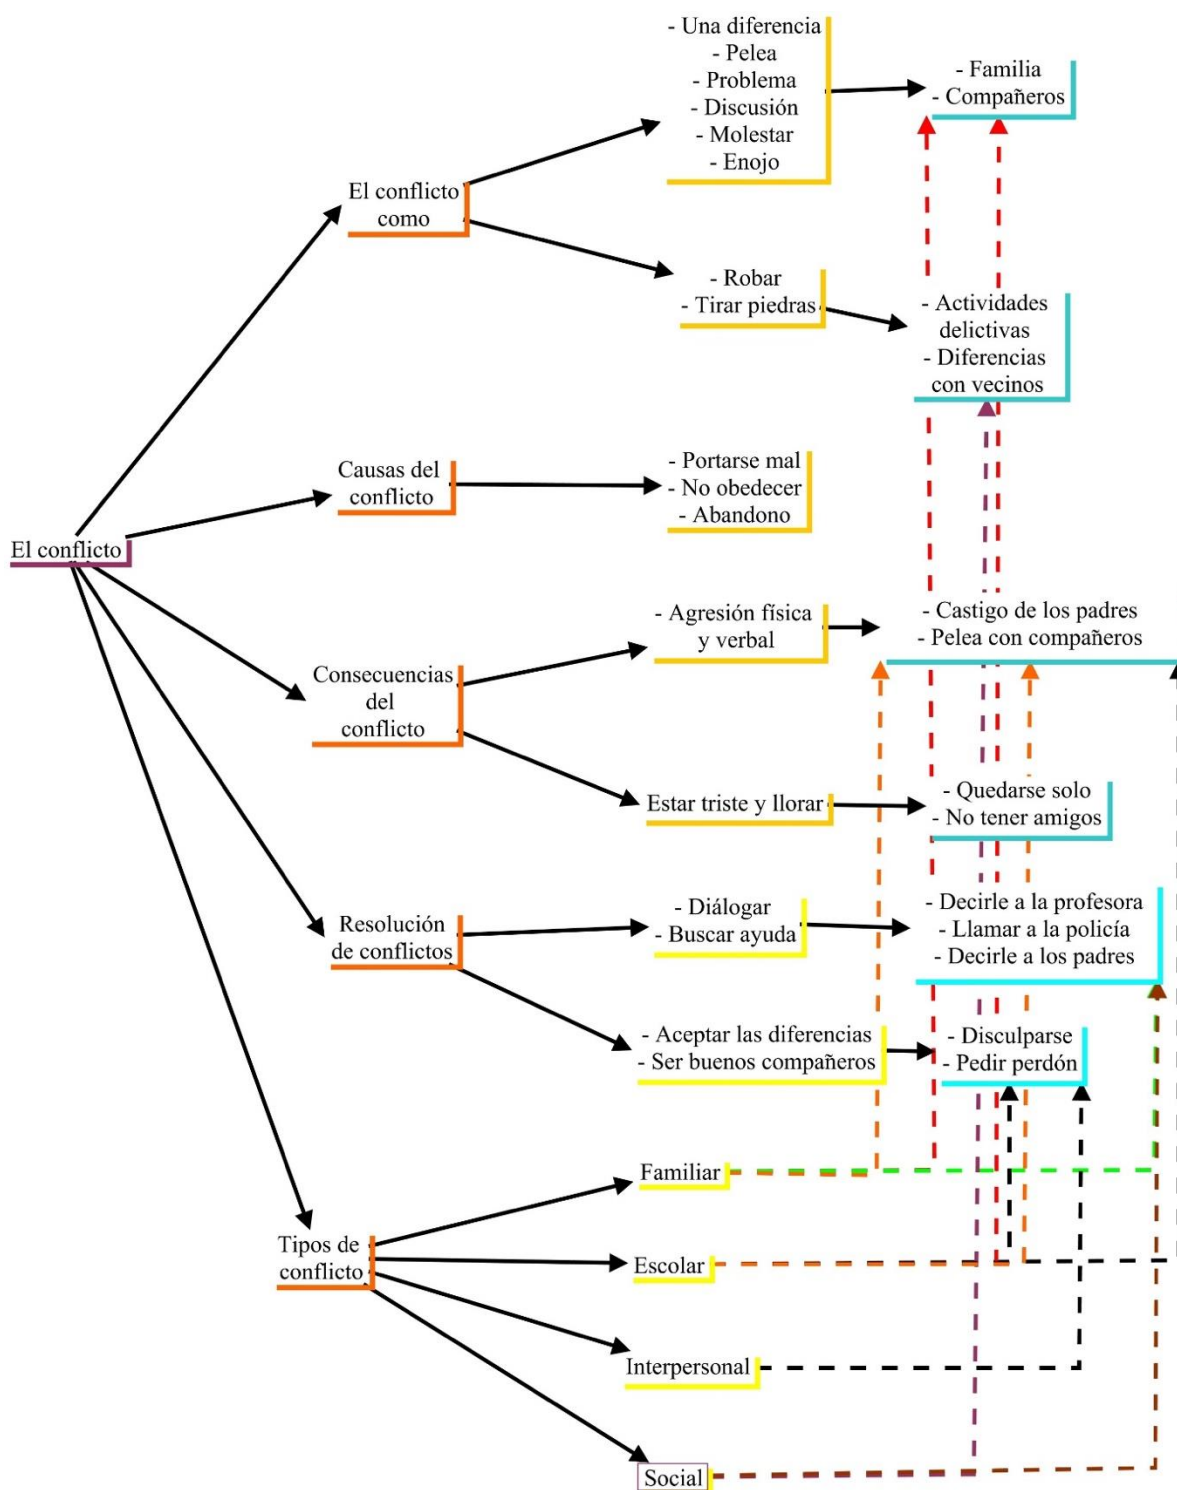 - Una diferencia
- Pelea
- Problema
- Discusión
- Molestar
- Enojo
- Familia
- Compañeros
El conflicto
como
- Robar
- Tirar piedras
- Actividades
delictivas
- Diferencias
con vecinos
Causas del
conflicto
- Portarse mal
- No obedecer
- Abandono
El conflicto
- Agresión física
y verbal
- Castigo de los padres
- Pelea con compañeros
Consecuencias
del
conflicto
Estar triste y llorar
- Quedarse solo
- No tener amigos
Resolución
de conflictos
- Diálogar
- Buscar ayuda
- Decirle a la profesora
- Llamar a la policía
- Decirle a los padres
- Aceptar las diferencias
- Ser buenos compañeros
- Disculparse
- Pedir perdón
Familiar
Tipos de
conflicto
Escolar
Interpersonal
Social